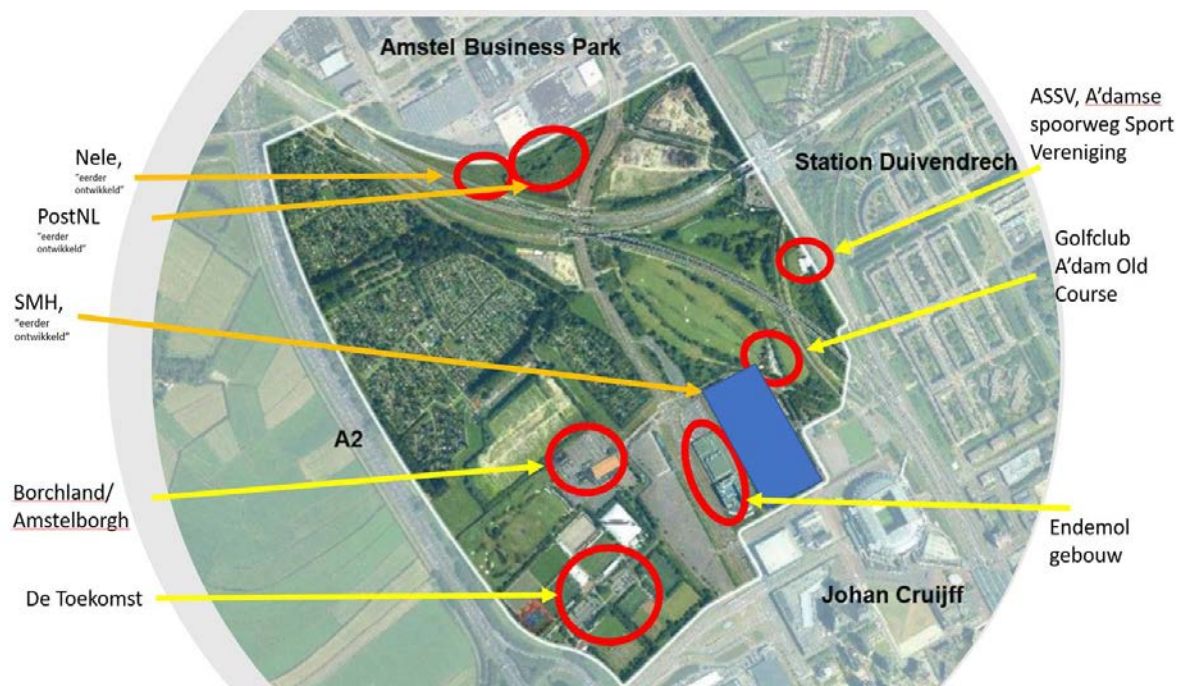 Amstel Business Park
ASSV, A'damse
spoorweg Sport
Vereniging
Nele,
"eerder
ontwikkeld"
Station Duivendrech
PostNL
"eerder
ontwikkeld"
Golfclub
A'dam Old
Course
SMH,
"eerder
ontwikkeld"
A2
Borchland/
Amstelborgh
Endemol
gebouw
De Toekomst
Johan Cruijff